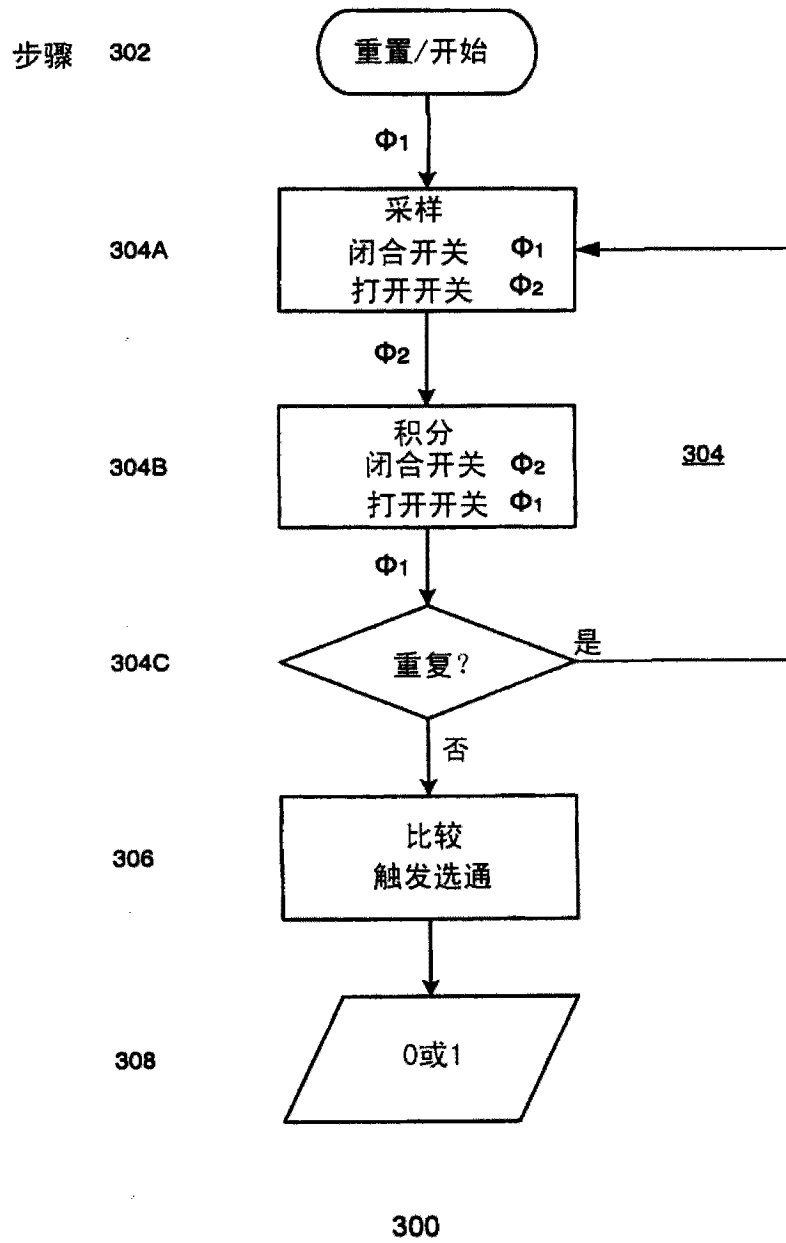 步骤 302 重置/开始
Φ1
采样
304A 闭合开关 Φ1
打开开关 Φ2
Φ2
积分
304B 闭合开关 Φ2 304
打开开关 Φ1
Φ1
是
304C 重复?
否
比较
306
触发选通
308 0或1
300